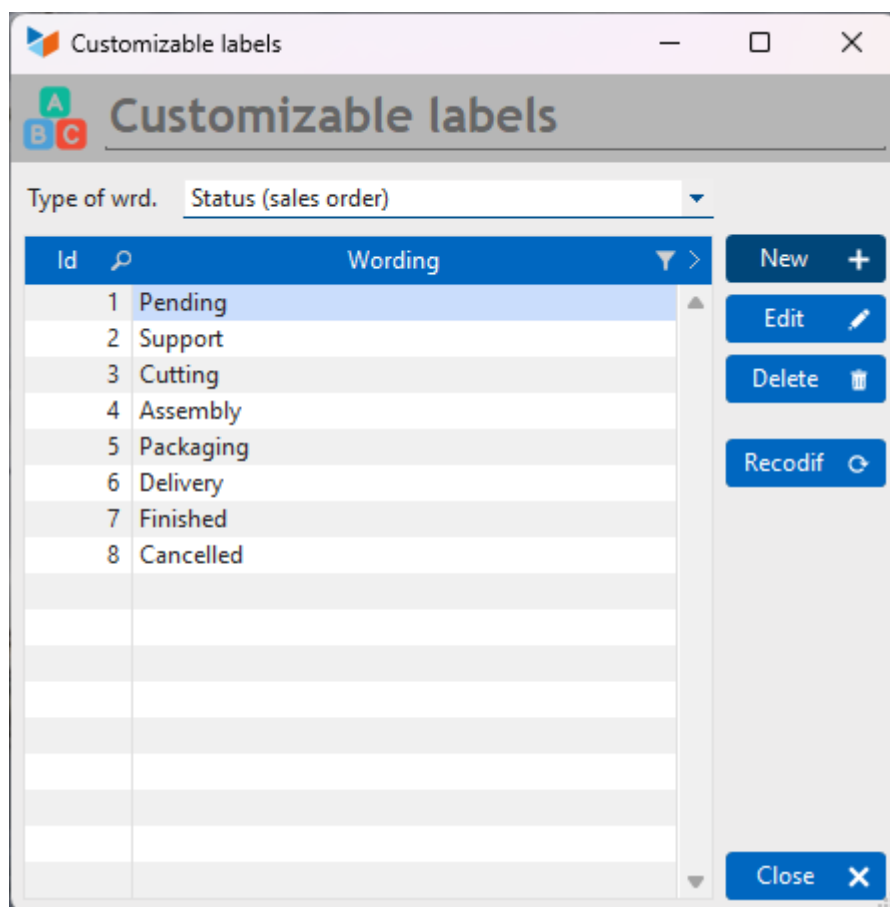 Customizable labels
A
B C
Customizable labels
Type of wrd. Status (sales order)
Id Wording
1 Pending
2 Support
3 Cutting
4 Assembly
5 Packaging
6 Delivery
7 Finished
8 Cancelled
New
Edit
Delete
Recodif
Close